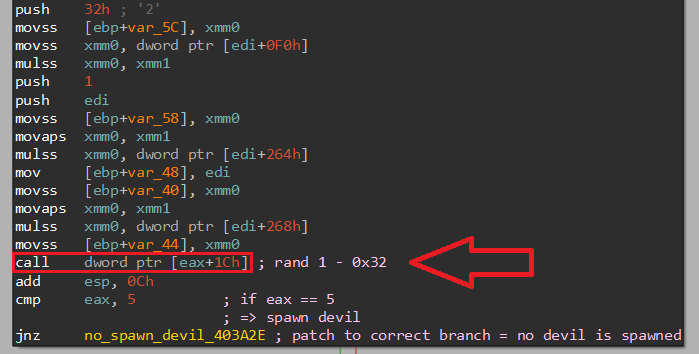 push 32h ; '2'
movss [ebp+var_5C], xmm0
movss xmm0, dword ptr [edi+0F0h]
mulss xmm0, xmm1
push 1
push edi
movss [ebp+var_58], xmm0
movaps xmm0, xmm1
mulss xmm0, dword ptr [edi+264h]
mov [ebp+var_48], edi
movss [ebp+var_40], xmm0
movaps xmm0, xmm1
mulss xmm0, dword ptr [edi+268h]
movss [ebp+var_44], xmm0
call dword ptr [eax+1Ch] ; rand 1 - 0x32
add esp, 0Ch
cmp eax, 5 ; if eax == 5
; => spawn devil
jnz no_spawn_devil_403A2E ; patch to correct branch = no devil is spawned